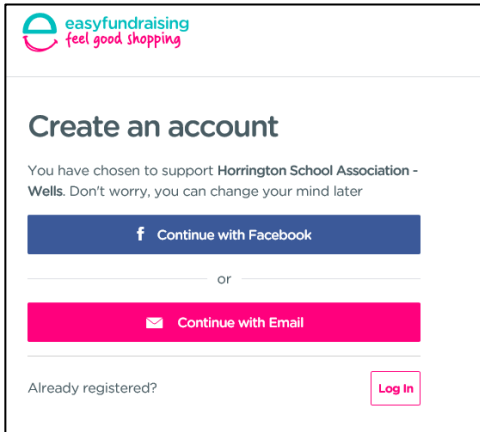 easyfundraising
feel good shopping
Create an account
You have chosen to support Horrington School Association -
Wells. Don't worry, you can change your mind later
f Continue with Facebook
or
Continue with Email
Already registered?
Log In